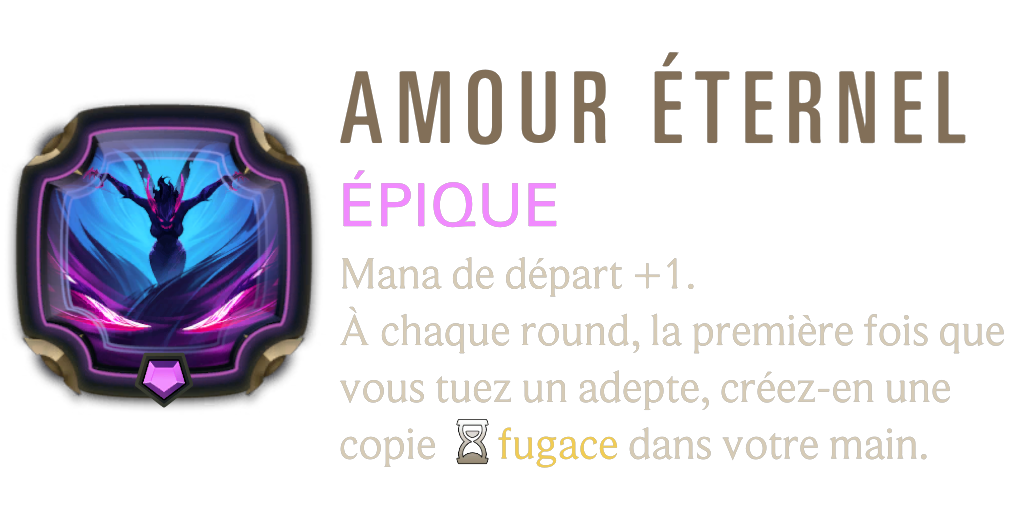 AMOUR ÉTERNEL
ÉPIQUE
Mana de départ +1.
À chaque round, la première fois que
vous tuez un adepte, créez-en une
copie fugace dans votre main.